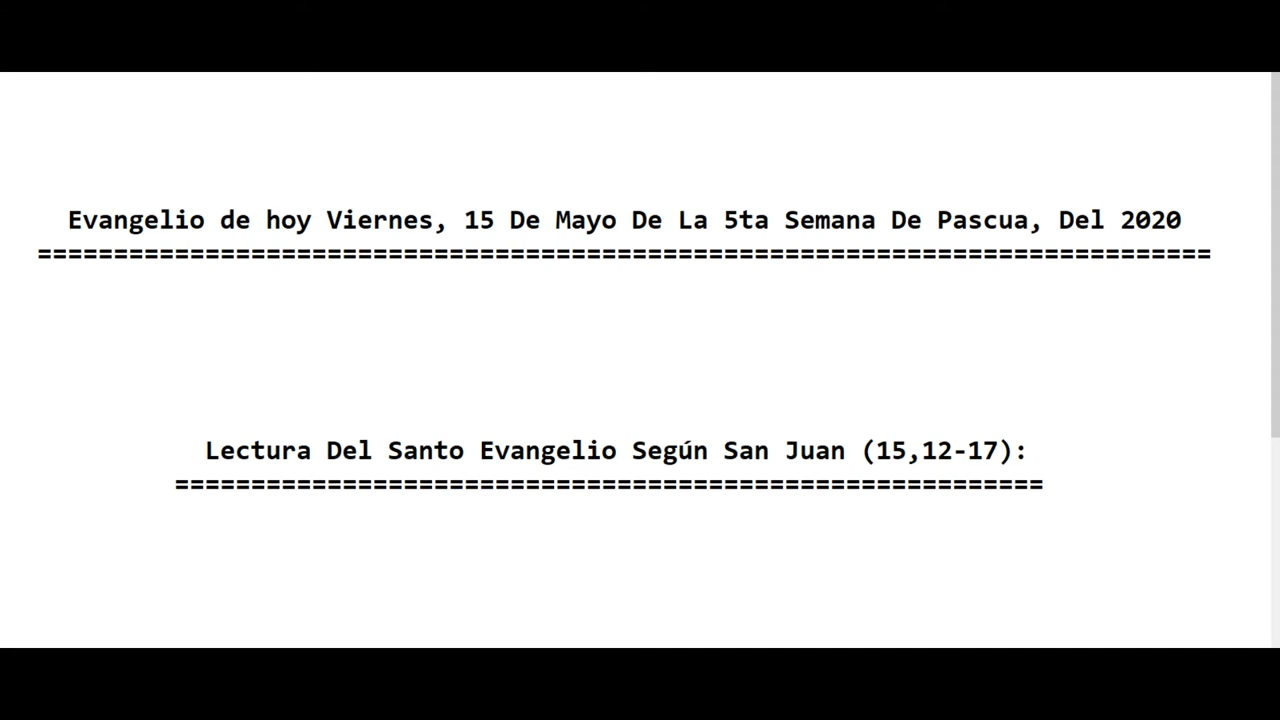 Evangelio de hoy Viernes, 15 De Mayo De La 5ta Semana De Pascua, Del 2020
=============================================================================
Lectura Del Santo Evangelio Según San Juan (15,12-17):
=========================================================